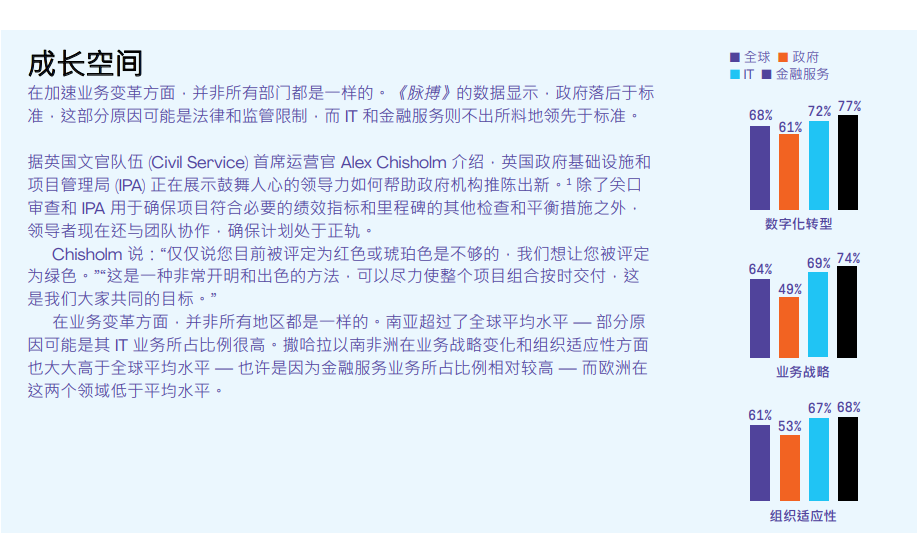 成长空间
在加速业务变革方面，并非所有部门都是一样的。《脉搏》的数据显示，政府落后于标
准，这部分原因可能是法律和监管限制，而 IT 和金融服务则不出所料地领先于标准。
据英国文官队伍 (Civil Service) 首席运营官 Alex Chisholm 介绍，英国政府基础设施和
项目管理局 (IPA) 正在展示鼓舞人心的领导力如何帮助政府机构推陈出新。¹ 除了关口
审查和 IPA 用于确保项目符合必要的绩效指标和里程碑的其他检查和平衡措施之外，
领导者现在还与团队协作，确保计划处于正轨。
Chisholm 说：“仅仅说您目前被评定为红色或琥珀色是不够的，我们想让您被评定
为绿色。”“这是一种非常开明和出色的方法，可以尽力使整个项目组合按时交付，这
是我们大家共同的目标。”
在业务变革方面，并非所有地区都是一样的。南亚超过了全球平均水平 — 部分原
因可能是其 IT 业务所占比例很高。撒哈拉以南非洲在业务战略变化和组织适应性方面
也大大高于全球平均水平 — 也许是因为金融服务业务所占比例相对较高 — 而欧洲在
这两个领域低于平均水平。
全球 政府
IT 金融服务
68% 61% 72% 77%
数字化转型
64% 49% 69% 74%
业务战略
61% 53% 67% 68%
组织适应性